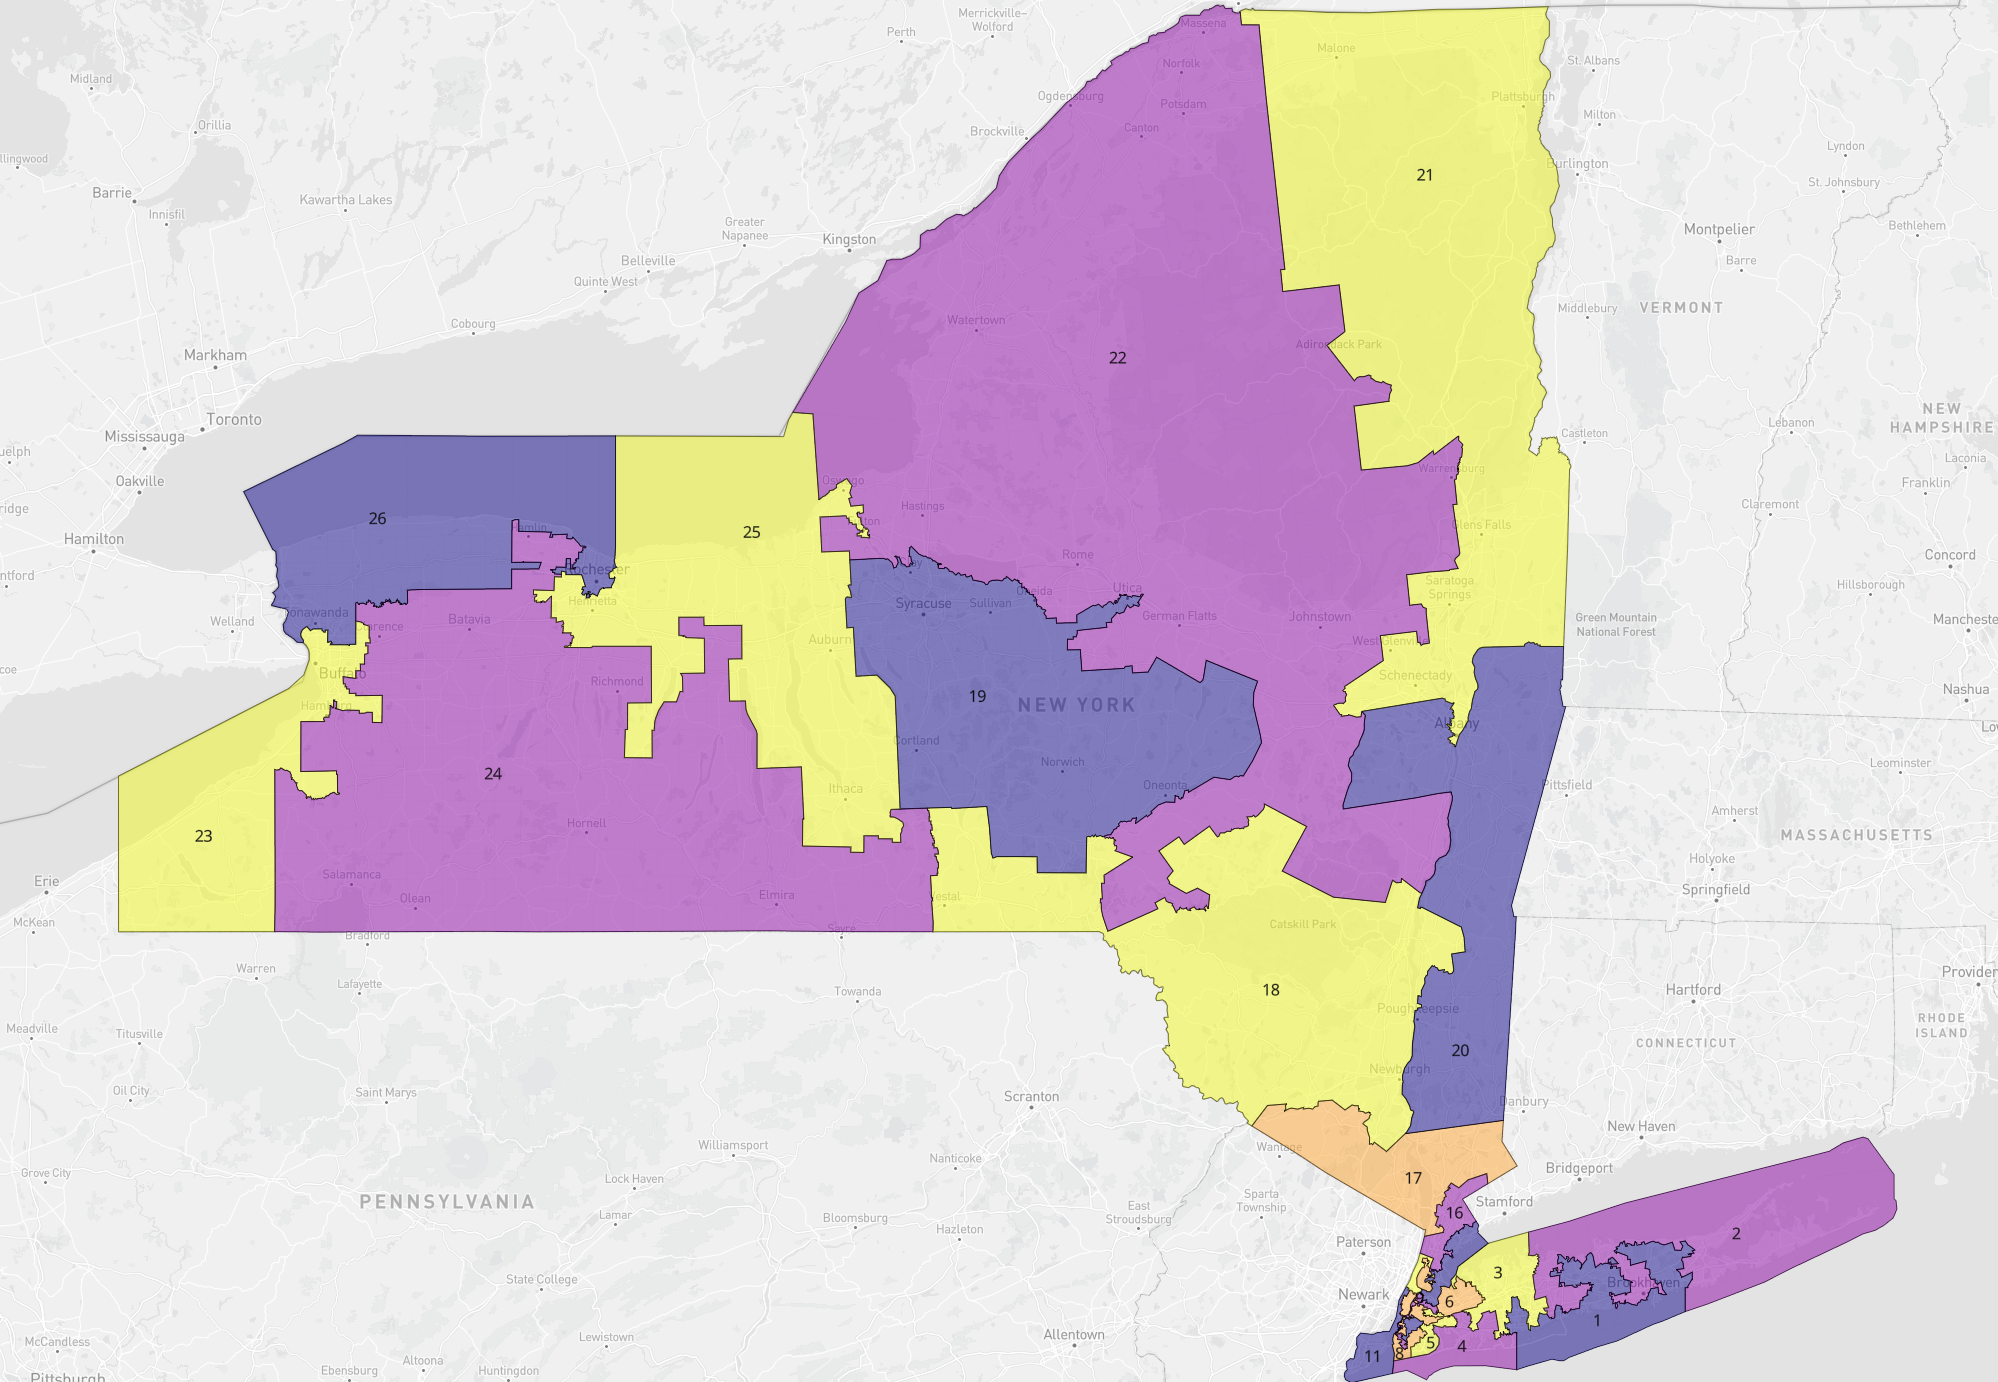 Merrickville–
Wolford
Perth
Massena
Midland
Malone
St. Albans
Norfolk
Ogdensburg
Plattsburgh
Potsdam
Milton
Orillia
Brockville
Canton
Lyndon
llingwood
Burlington
21
St. Johnsbury
Barrie
Kawartha Lakes
Innisfil
Greater
Napanee
Kingston
Montpelier
Bethlehem
Belleville
Barre
Quinte West
Middlebury
VERMONT
Cobourg
Watertown
Adirondack Park
Markham
22
Toronto
NEW
HAMPSHIRE
Mississauga
Castleton
Lebanon
uelph
Laconia
Warrensburg
Oakville
Oswego
Franklin
ridge
Hastings
Claremont
26
Hamlin
25
Glens Falls
Hamilton
Rome
Concord
Rochester
Saratoga
Springs
ntford
Utica
Hillsborough
Henrietta
Syracuse
Sullivan
Oneida
Tonawanda
Batavia
German Flatts
Johnstown
Green Mountain
National Forest
Welland
Clarence
Auburn
West Glenville
Mancheste
coe
Buffalo
Richmond
Schenectady
19
NEW YORK
Nashua
Hamburg
Albany
Lo
Cortland
Norwich
Leominster
24
Ithaca
Oneonta
Pittsfield
Amherst
23
Hornell
MASSACHUSETTS
Holyoke
Erie
Salamanca
Springfield
Olean
Elmira
Vestal
McKean
Bradford
Sayre
Catskill Park
Warren
Lafayette
Towanda
18
Providen
Hartford
Meadville
Titusville
Poughkeepsie
RHODE
ISLAND
20
CONNECTICUT
Newburgh
Oil City
Saint Marys
Scranton
Danbury
New Haven
Williamsport
Wantage
Nanticoke
Bridgeport
Grove City
Lock Haven
17
PENNSYLVANIA
Sparta
Township
Stamford
Lamar
East
Stroudsburg
16
Bloomsburg
Hazleton
2
Paterson
State College
3
Brookhaven
Newark
9
6
1
McCandless
Lewistown
Allentown
5
4
Altoona
8
11
Ebensburg
Huntingdon
Pittsburgh